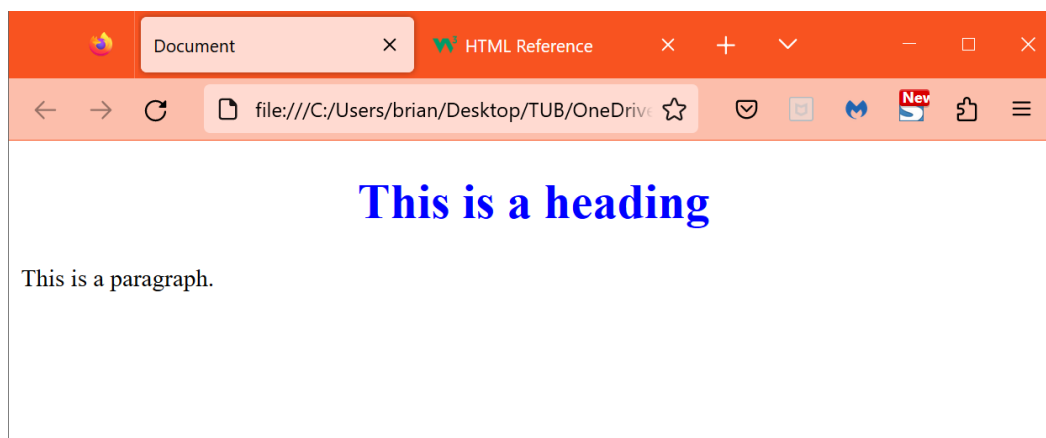 Document
HTML Reference
file:///C:/Users/brian/Desktop/TUB/OneDrive
New
This is a heading
This is a paragraph.